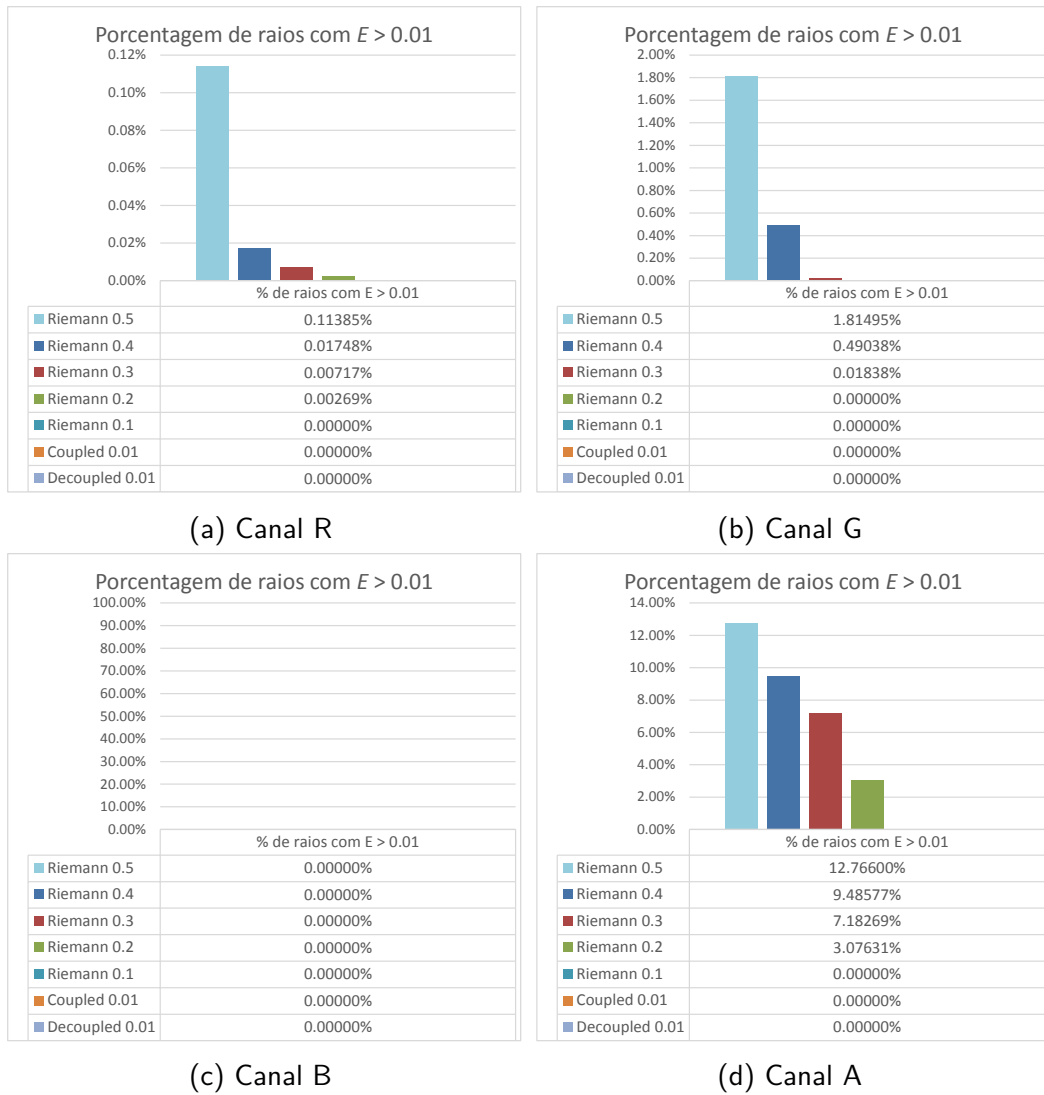 Porcentagem de raios com E > 0.01
0.12%
0.10%
0.08%
0.06%
0.04%
0.02%
0.00%
% de raios com E > 0.01
Riemann 0.5 0.11385%
Riemann 0.4 0.01748%
Riemann 0.3 0.00717%
Riemann 0.2 0.00269%
Riemann 0.1 0.00000%
Coupled 0.01 0.00000%
Decoupled 0.01 0.00000%
(a) Canal R
Porcentagem de raios com E > 0.01
2.00%
1.80%
1.60%
1.40%
1.20%
1.00%
0.80%
0.60%
0.40%
0.20%
0.00%
% de raios com E > 0.01
Riemann 0.5 1.81495%
Riemann 0.4 0.49038%
Riemann 0.3 0.01838%
Riemann 0.2 0.00000%
Riemann 0.1 0.00000%
Coupled 0.01 0.00000%
Decoupled 0.01 0.00000%
(b) Canal G
Porcentagem de raios com E > 0.01
100.00%
90.00%
80.00%
70.00%
60.00%
50.00%
40.00%
30.00%
20.00%
10.00%
0.00%
% de raios com E > 0.01
Riemann 0.5 0.00000%
Riemann 0.4 0.00000%
Riemann 0.3 0.00000%
Riemann 0.2 0.00000%
Riemann 0.1 0.00000%
Coupled 0.01 0.00000%
Decoupled 0.01 0.00000%
(c) Canal B
Porcentagem de raios com E > 0.01
14.00%
12.00%
10.00%
8.00%
6.00%
4.00%
2.00%
0.00%
% de raios com E > 0.01
Riemann 0.5 12.76600%
Riemann 0.4 9.48577%
Riemann 0.3 7.18269%
Riemann 0.2 3.07631%
Riemann 0.1 0.00000%
Coupled 0.01 0.00000%
Decoupled 0.01 0.00000%
(d) Canal A